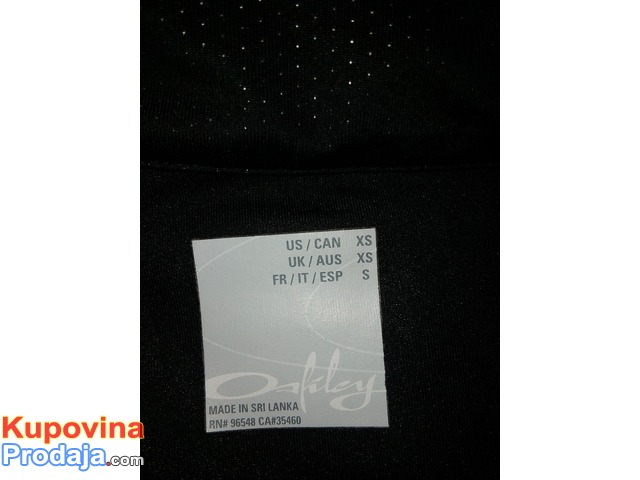 US / CAN XS
UK / AUS XS
FR / IT / ESP S
Oakley
MADE IN SRI LANKA
RN# 96548 CA#35460
Kupovina
Prodaja.com